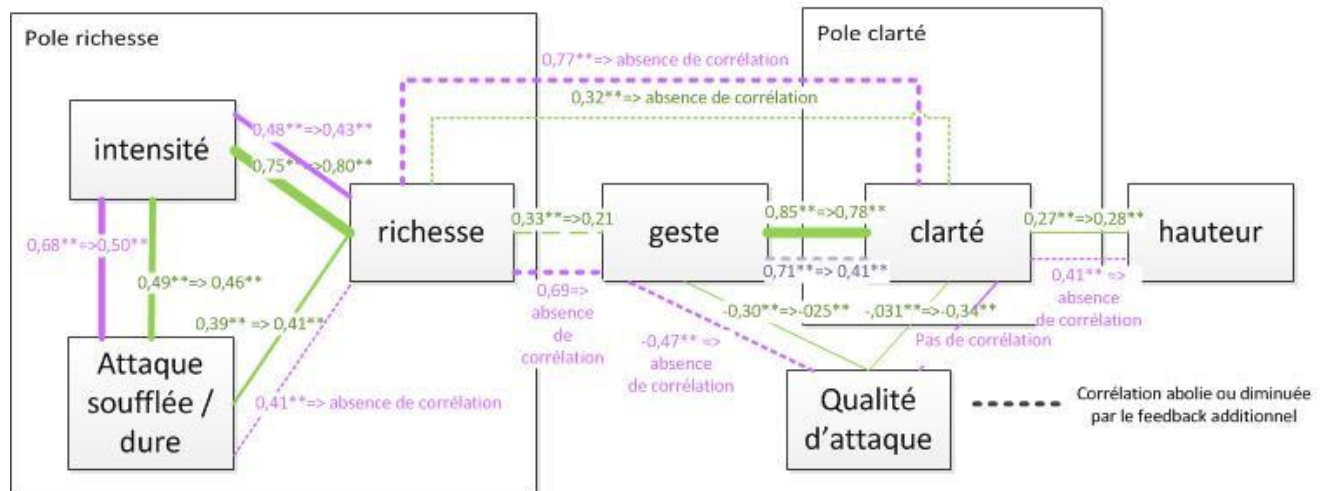 Pole richesse
Pole clarté
0,77**=> absence de corrélation
0,32**=> absence de corrélation
intensité
0,48**=>0,43**
0,75**=>0,80**
richesse
0,33**=>0,21
geste
0,85**=>0,78**
clarté
0,27**=>0,28**
hauteur
0,68**=>0,50**
0,71**=> 0,41**
0,49**=> 0,46**
0,69=>
absence
de
corrélation
0,41** =>
absence
de corrélation
-0,30**=>-025**
-,031**=>-0,34**
0,39** => 0,41**
-0,47** =>
absence
de corrélation
Pas de corrélation
Attaque
soufflée /
dure
0,41**=> absence de corrélation
Qualité
d'attaque
Corrélation abolie ou diminuée
par le feedback additionnel